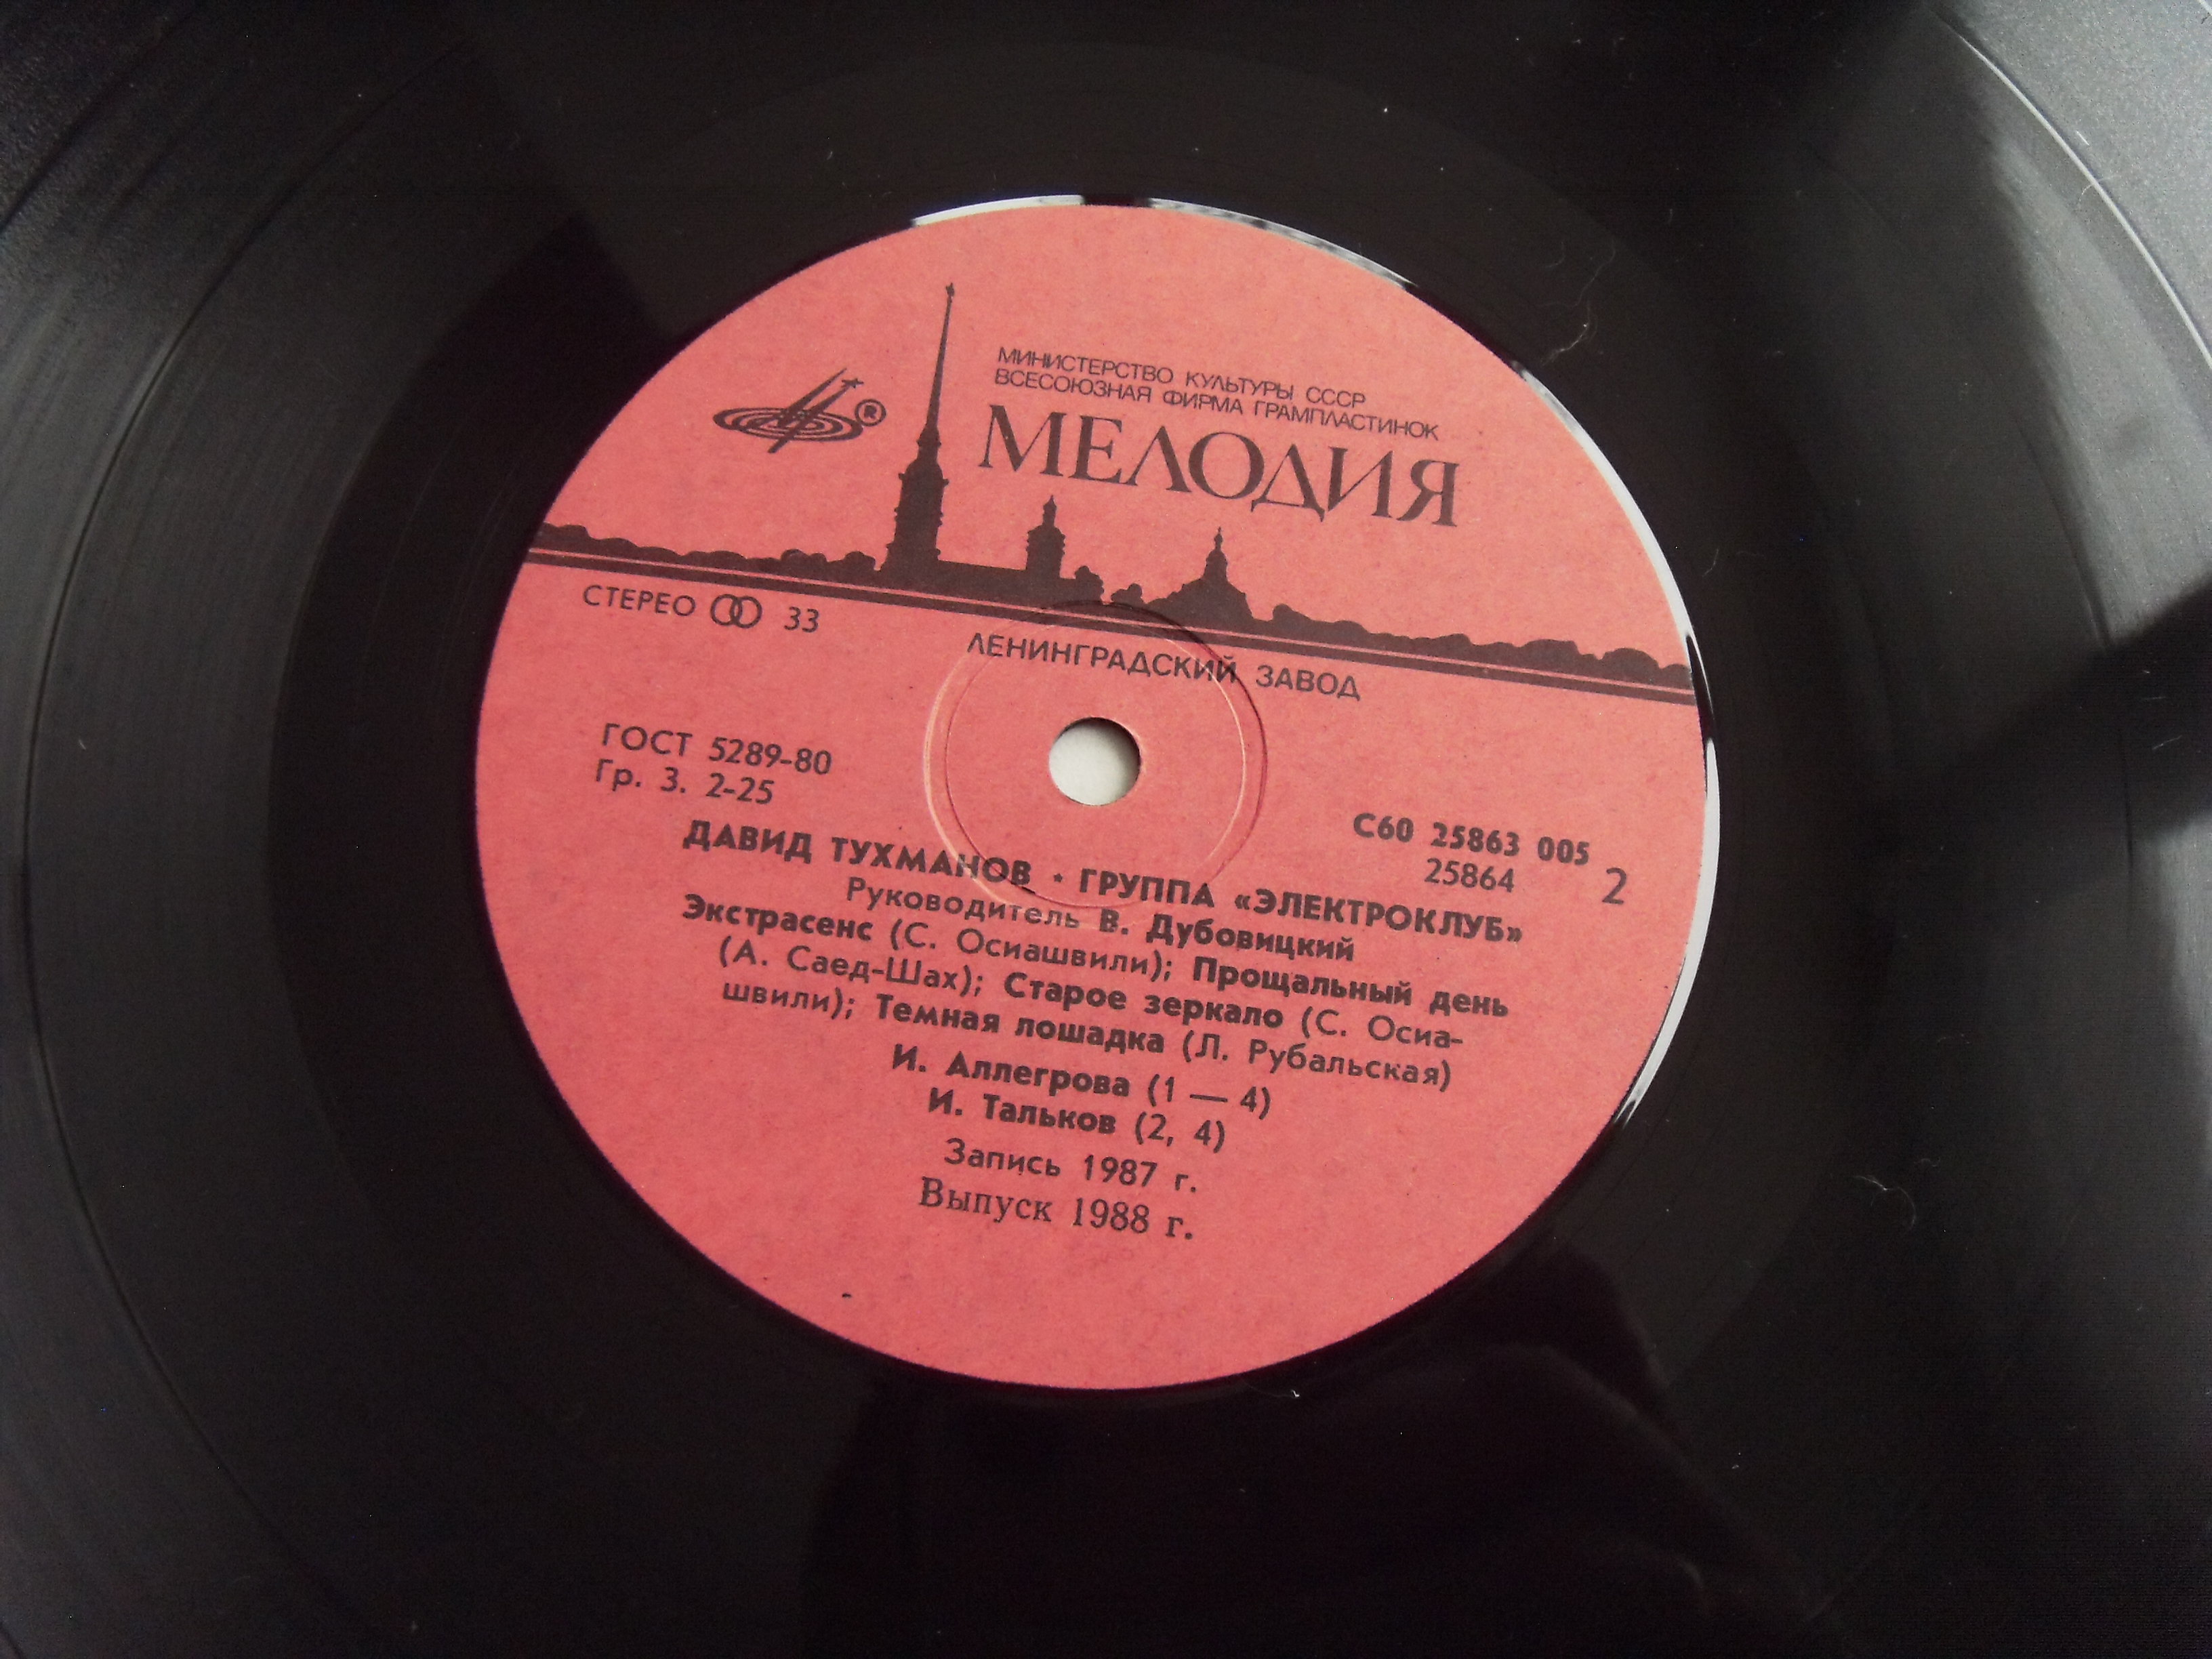 МИНИСТЕРСТВО КУЛЬТУРЫ СССР
ВСЕСОЮЗНАЯ ФИРМА ГРАМПЛАСТИНОК
МЕЛОДИЯ
®
СТЕРЕО 33
ЛЕНИНГРАДСКИЙ ЗАВОД
ГОСТ 5289-80
Гр. 3. 2-25
С60 25863 005
25864 2
ДАВИД ТУХМАНОВ · ГРУППА «ЭЛЕКТРОКЛУБ»
Руководитель В. Дубовицкий
Экстрасенс (С. Осиашвили); Прощальный день
(А. Саед-Шах); Старое зеркало (С. Осиа-
швили); Темная лошадка (Л. Рубальская)
И. Аллегрова (1 — 4)
И. Тальков (2, 4)
Запись 1987 г.
Выпуск 1988 г.